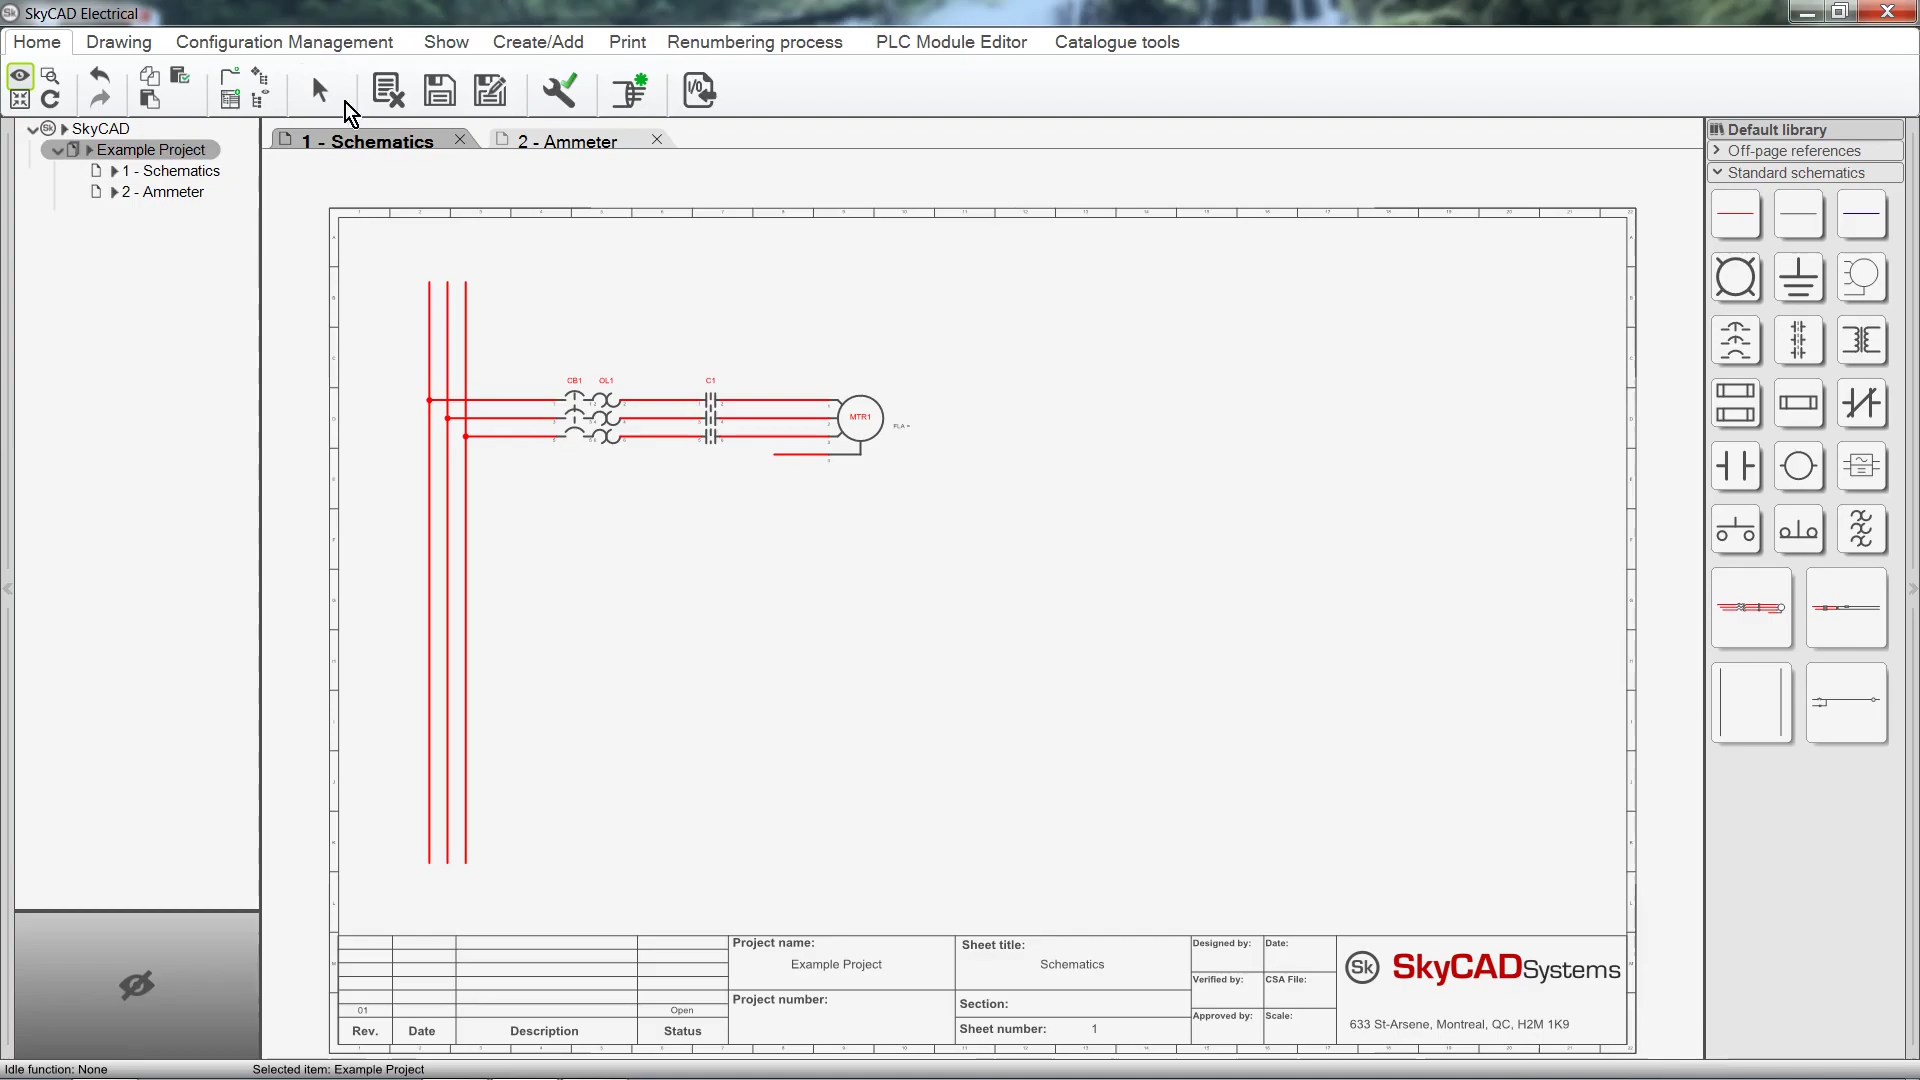 SkyCAD Electrical
Home Drawing Configuration Management Show Create/Add Print Renumbering process PLC Module Editor Catalogue tools
I/O
SkyCAD
Example Project
1 - Schematics
2 - Ammeter
1 - Schematics
2 - Ammeter
Default library
Off-page references
Standard schematics
CB1 OL1 C1
MTR1
FLA =
Project name:
Example Project
Project number:
Sheet title:
Schematics
Section:
Sheet number: 1
Designed by: Date:
Verified by: CSA File:
Approved by: Scale:
Sk SkyCADSystems
633 St-Arsene, Montreal, QC, H2M 1K9
01 Open
Rev. Date Description Status
Idle function: None Selected item: Example Project